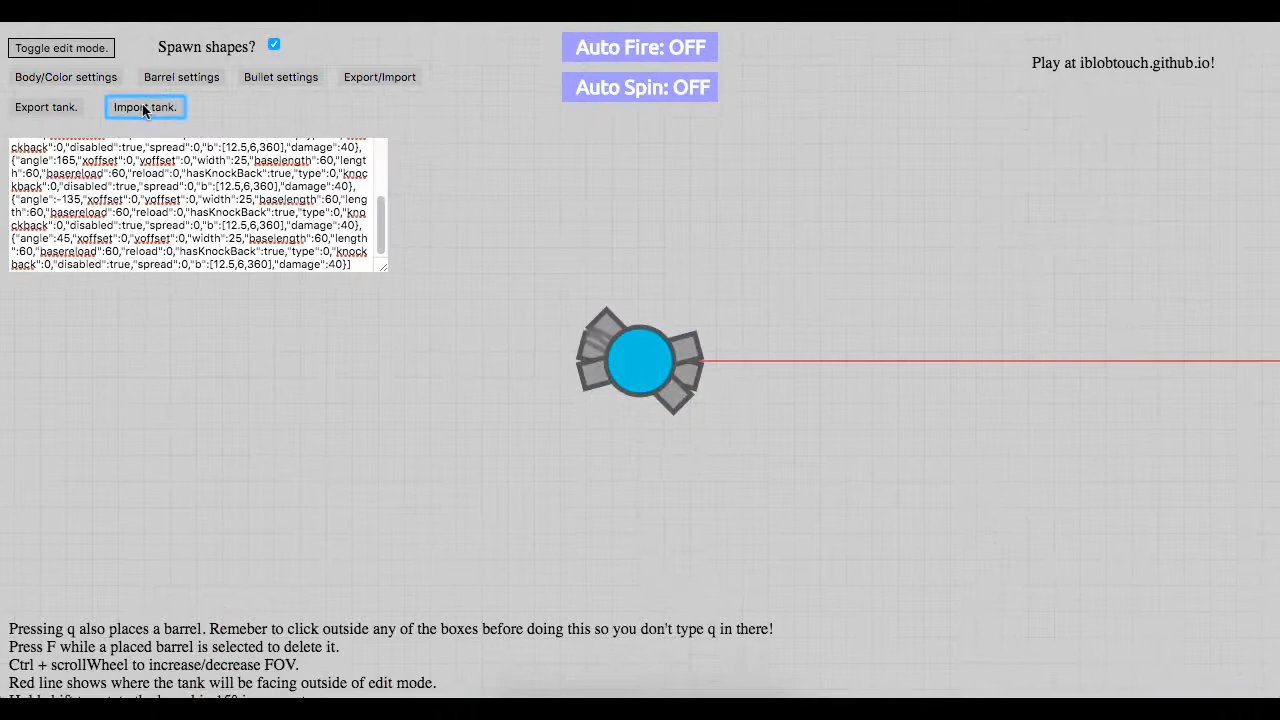 Toggle edit mode. Spawn shapes?
Auto Fire: OFF
Play at iblobtouch.github.io!
Body/Color settings Barrel settings Bullet settings Export/Import
Auto Spin: OFF
Export tank. Import tank.
ckback":0,"disabled":true,"spread":0,"b":[12.5,6,360],"damage":40},
{"angle":165,"xoffset":0,"yoffset":0,"width":25,"baselength":60,"lengt
h":60,"basereload":60,"reload":0,"hasKnockBack":true,"type":0,"knoc
kback":0,"disabled":true,"spread":0,"b":[12.5,6,360],"damage":40},
{"angle":-135,"xoffset":0,"yoffset":0,"width":25,"baselength":60,"leng
th":60,"basereload":60,"reload":0,"hasKnockBack":true,"type":0,"kno
ckback":0,"disabled":true,"spread":0,"b":[12.5,6,360],"damage":40},
{"angle":45,"xoffset":0,"yoffset":0,"width":25,"baselength":60,"length
":60,"basereload":60,"reload":0,"hasKnockBack":true,"type":0,"knock
back":0,"disabled":true,"spread":0,"b":[12.5,6,360],"damage":40}]
Pressing q also places a barrel. Remeber to click outside any of the boxes before doing this so you don't type q in there!
Press F while a placed barrel is selected to delete it.
Ctrl + scrollWheel to increase/decrease FOV.
Red line shows where the tank will be facing outside of edit mode.